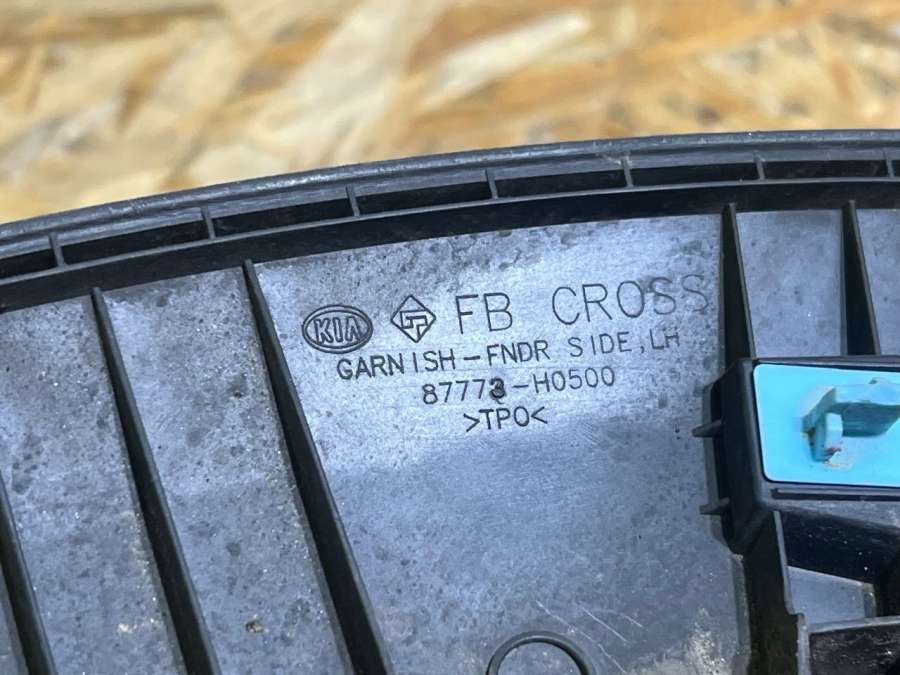 KIA FB CROSS
GARNISH-FNDR SIDE,LH
87773-H0500
>TPO<